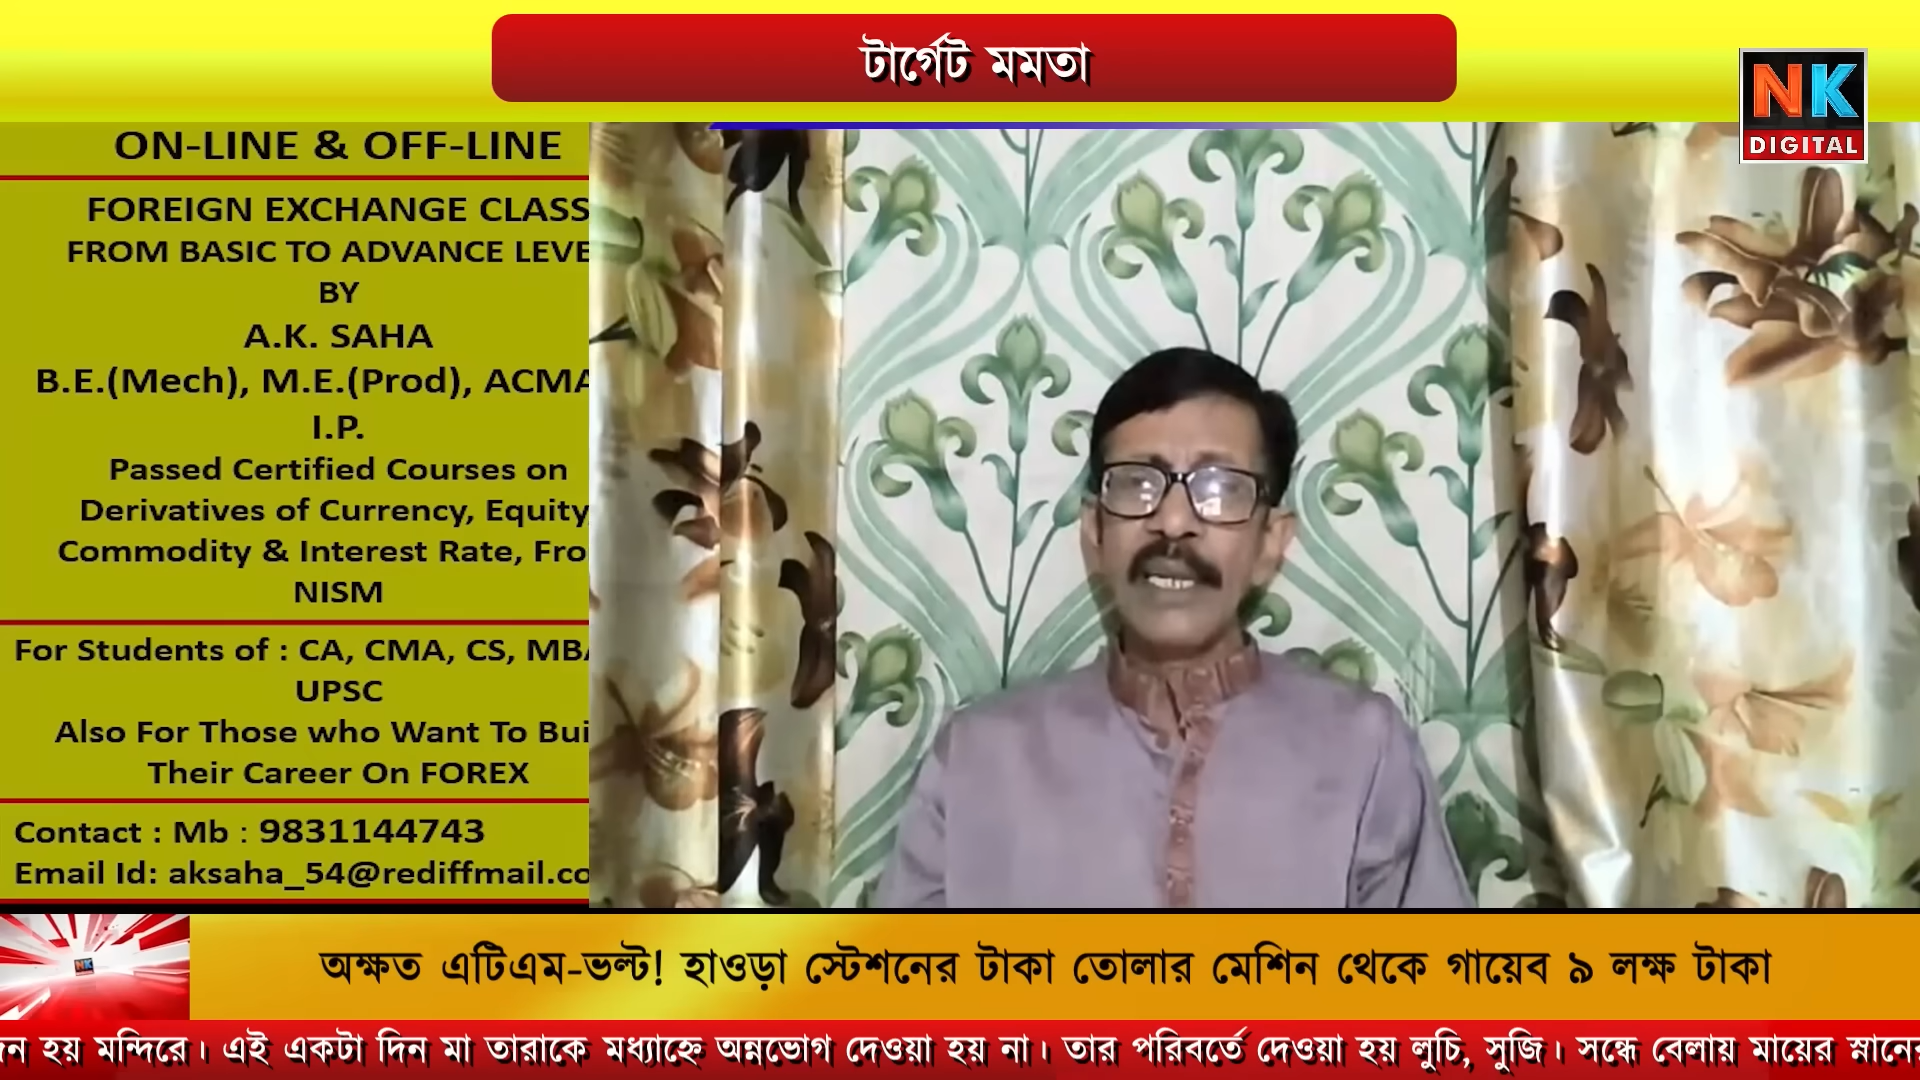 টার্গেট মমতা
NK
DIGITAL
ON-LINE & OFF-LINE
FOREIGN EXCHANGE CLASS
FROM BASIC TO ADVANCE LEVE
BY
A.K. SAHA
B.E.(Mech), M.E.(Prod), ACMA
I.P.
Passed Certified Courses on
Derivatives of Currency, Equity
Commodity & Interest Rate, Fro
NISM
For Students of : CA, CMA, CS, MBA
UPSC
Also For Those who Want To Bui
Their Career On FOREX
Contact : Mb : 9831144743
Email Id: aksaha_54@rediffmail.co
অক্ষত এটিএম-ভল্ট! হাওড়া স্টেশনের টাকা তোলার মেশিন থেকে গায়েব ৯ লক্ষ টাকা
হয় মন্দিরে। এই একটা দিন মা তারাকে মধ্যাহ্নে অন্নভোগ দেওয়া হয় না। তার পরিবর্তে দেওয়া হয় লুচি, সুজি। সন্ধে বেলায় মায়ের স্নানের